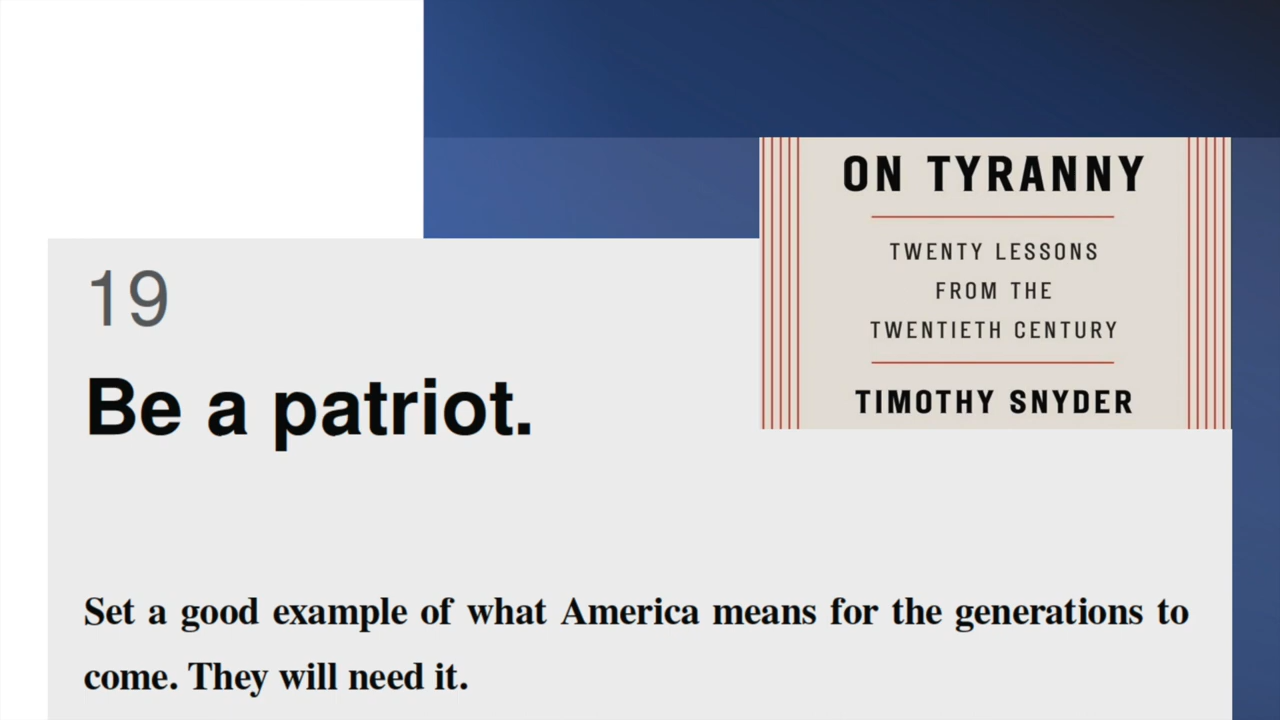 ON TYRANNY
TWENTY LESSONS
FROM THE
TWENTIETH CENTURY
TIMOTHY SNYDER
19
Be a patriot.
Set a good example of what America means for the generations to
come. They will need it.